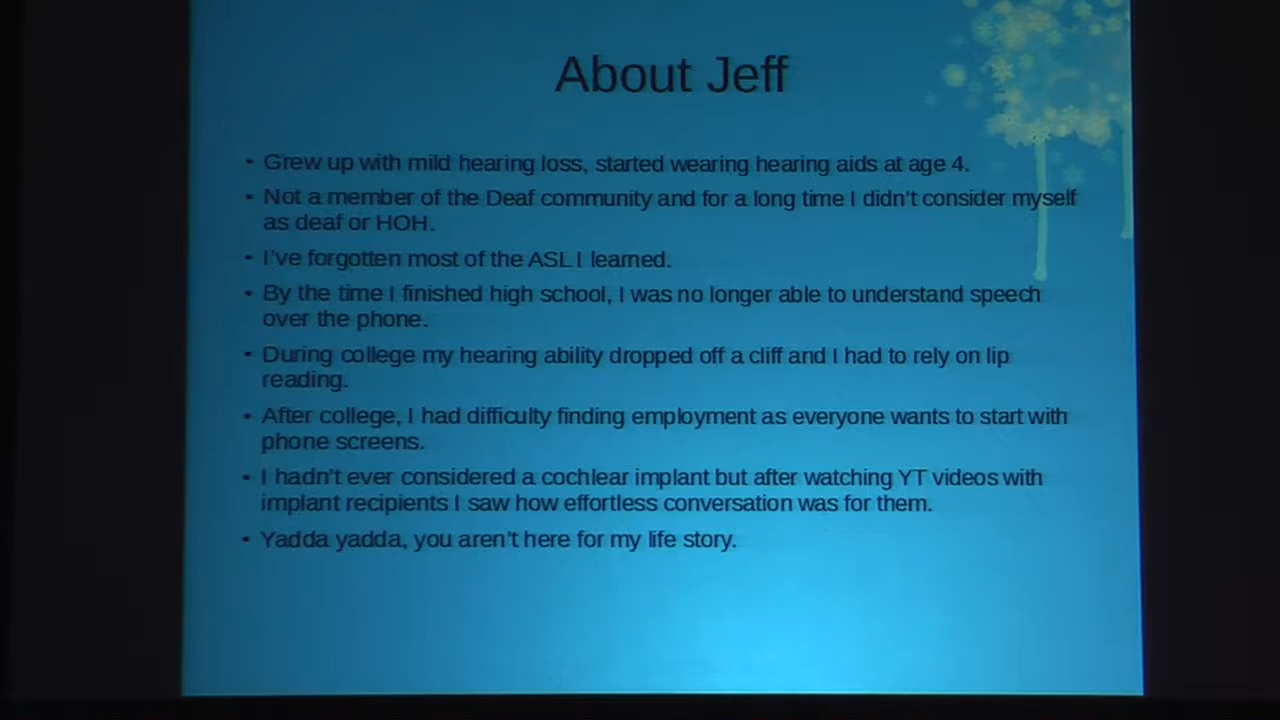 About Jeff
• Grew up with mild hearing loss, started wearing hearing aids at age 4.
• Not a member of the Deaf community and for a long time I didn't consider myself
as deaf or HOH.
• I've forgotten most of the ASL I learned.
• By the time I finished high school, I was no longer able to understand speech
over the phone.
• During college my hearing ability dropped off a cliff and I had to rely on lip
reading.
• After college, I had difficulty finding employment as everyone wants to start with
phone screens.
• I hadn't ever considered a cochlear implant but after watching YT videos with
implant recipients I saw how effortless conversation was for them.
• Yadda yadda, you aren't here for my life story.